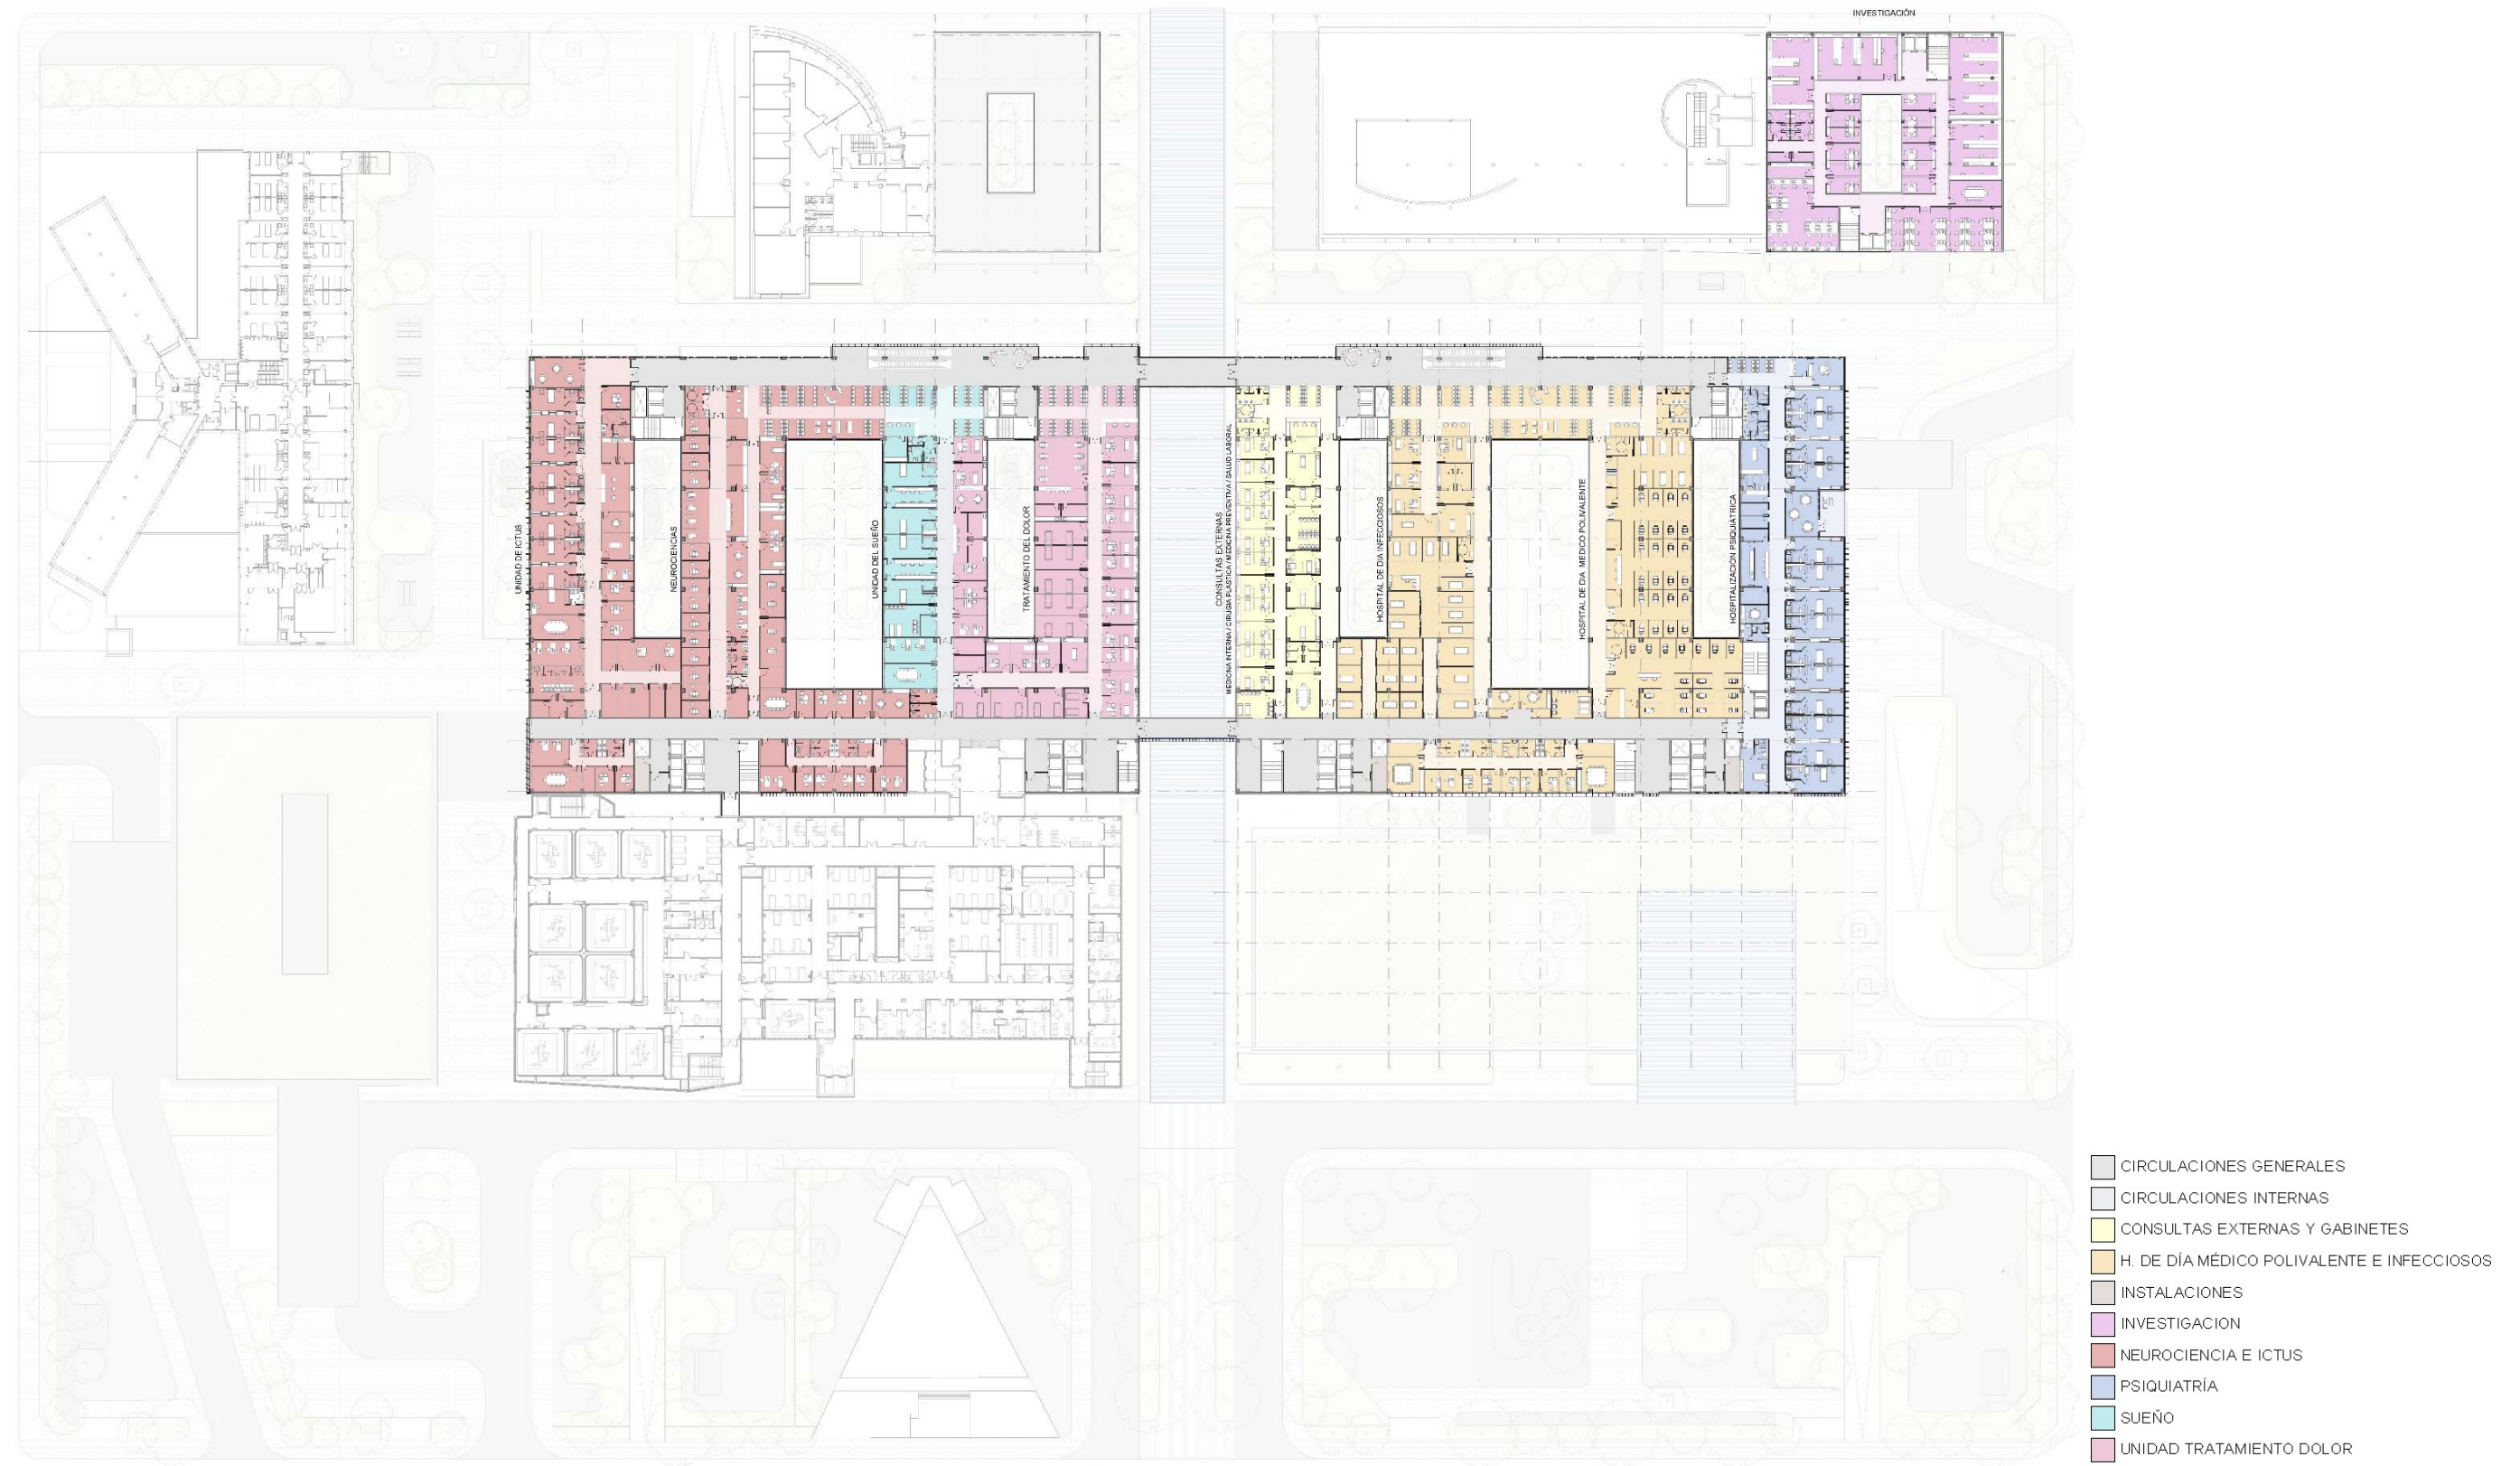 INVESTIGACIÓN
UNIDAD DE ICTUS
NEUROCIENCIAS
UNIDAD DEL SUEÑO
TRATAMIENTO DEL DOLOR
CONSULTAS EXTERNAS
MEDICINA INTERNA / CIRUGIA PLÁSTICA / MEDICINA PREVENTIVA / SALUD LABORAL
HOSPITAL DE DIA INFECCIOSOS
HOSPITAL DE DIA MEDICO POLIVALENTE
HOSPITALIZACIÓN PSIQUIATRICA
CIRCULACIONES GENERALES
CIRCULACIONES INTERNAS
CONSULTAS EXTERNAS Y GABINETES
H. DE DÍA MÉDICO POLIVALENTE E INFECCIOSOS
INSTALACIONES
INVESTIGACION
NEUROCIENCIA E ICTUS
PSIQUIATRÍA
SUEÑO
UNIDAD TRATAMIENTO DOLOR